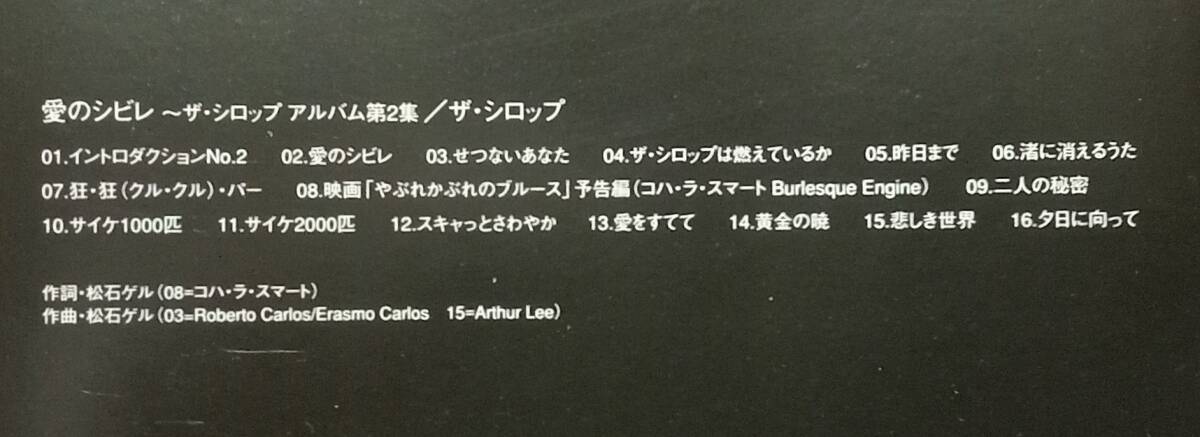 愛のシビレ ～ザ・シロップ アルバム第2集／ザ・シロップ
01.イントロダクションNo.2 02.愛のシビレ 03.せつないあなた 04.ザ・シロップは燃えているか 05.昨日まで 06.渚に消えるうた
07.狂・狂(クル・クル)・バー 08.映画「やぶれかぶれのブルース」予告編(コハ・ラ・スマート Burlesque Engine) 09.二人の秘密
10.サイケ1000匹 11.サイケ2000匹 12.スキャっとさわやか 13.愛をすてて 14.黄金の暁 15.悲しき世界 16.夕日に向って
作詞・松石ゲル(08=コハ・ラ・スマート)
作曲・松石ゲル(03=Roberto Carlos/Erasmo Carlos 15=Arthur Lee)